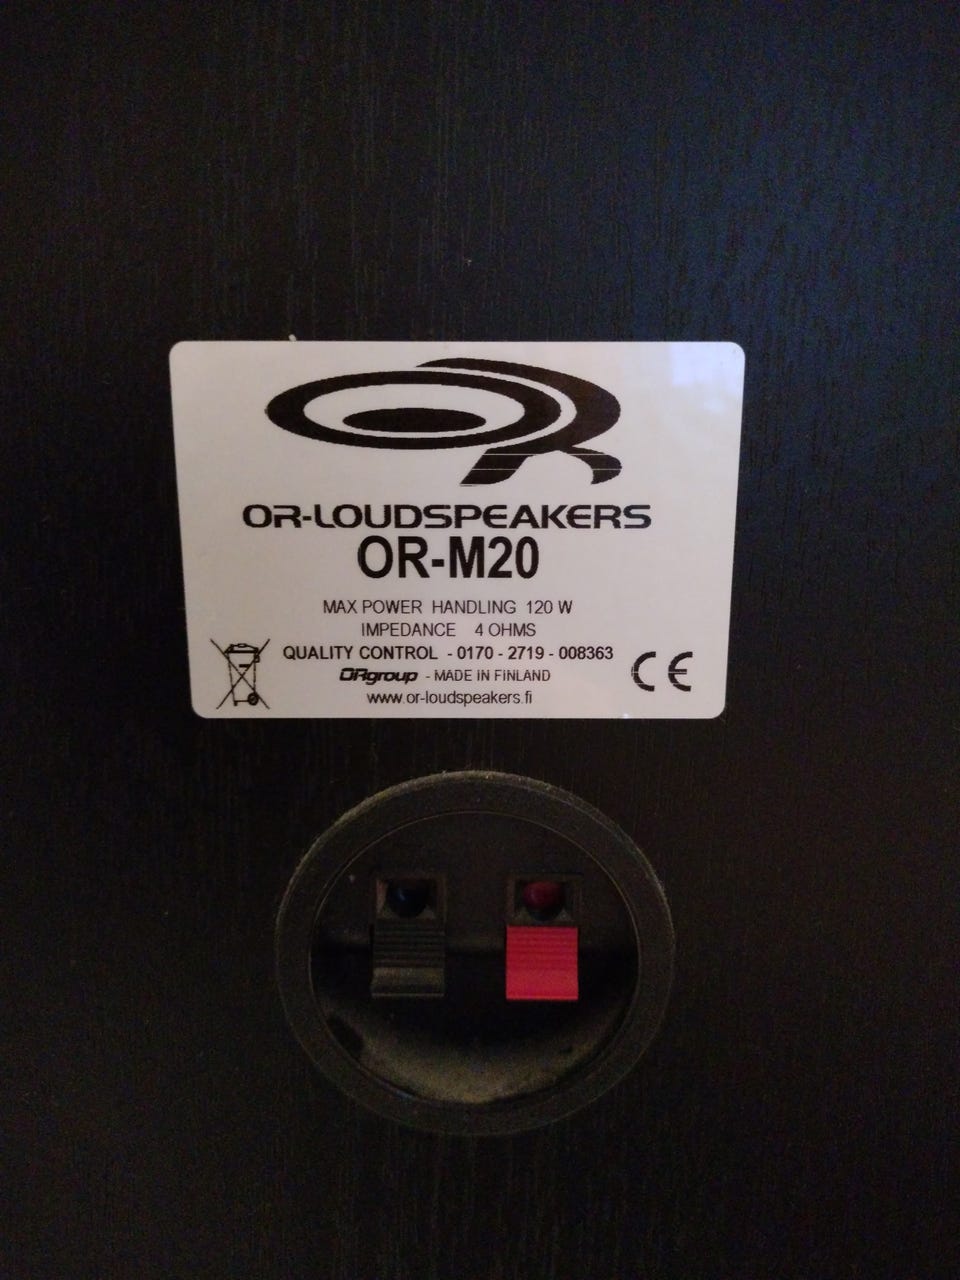 OR
OR-LOUDSPEAKERS
OR-M20
MAX POWER HANDLING 120 W
IMPEDANCE 4 OHMS
QUALITY CONTROL - 0170 - 2719 - 008363
ORgroup - MADE IN FINLAND
www.or-loudspeakers.fi
CE